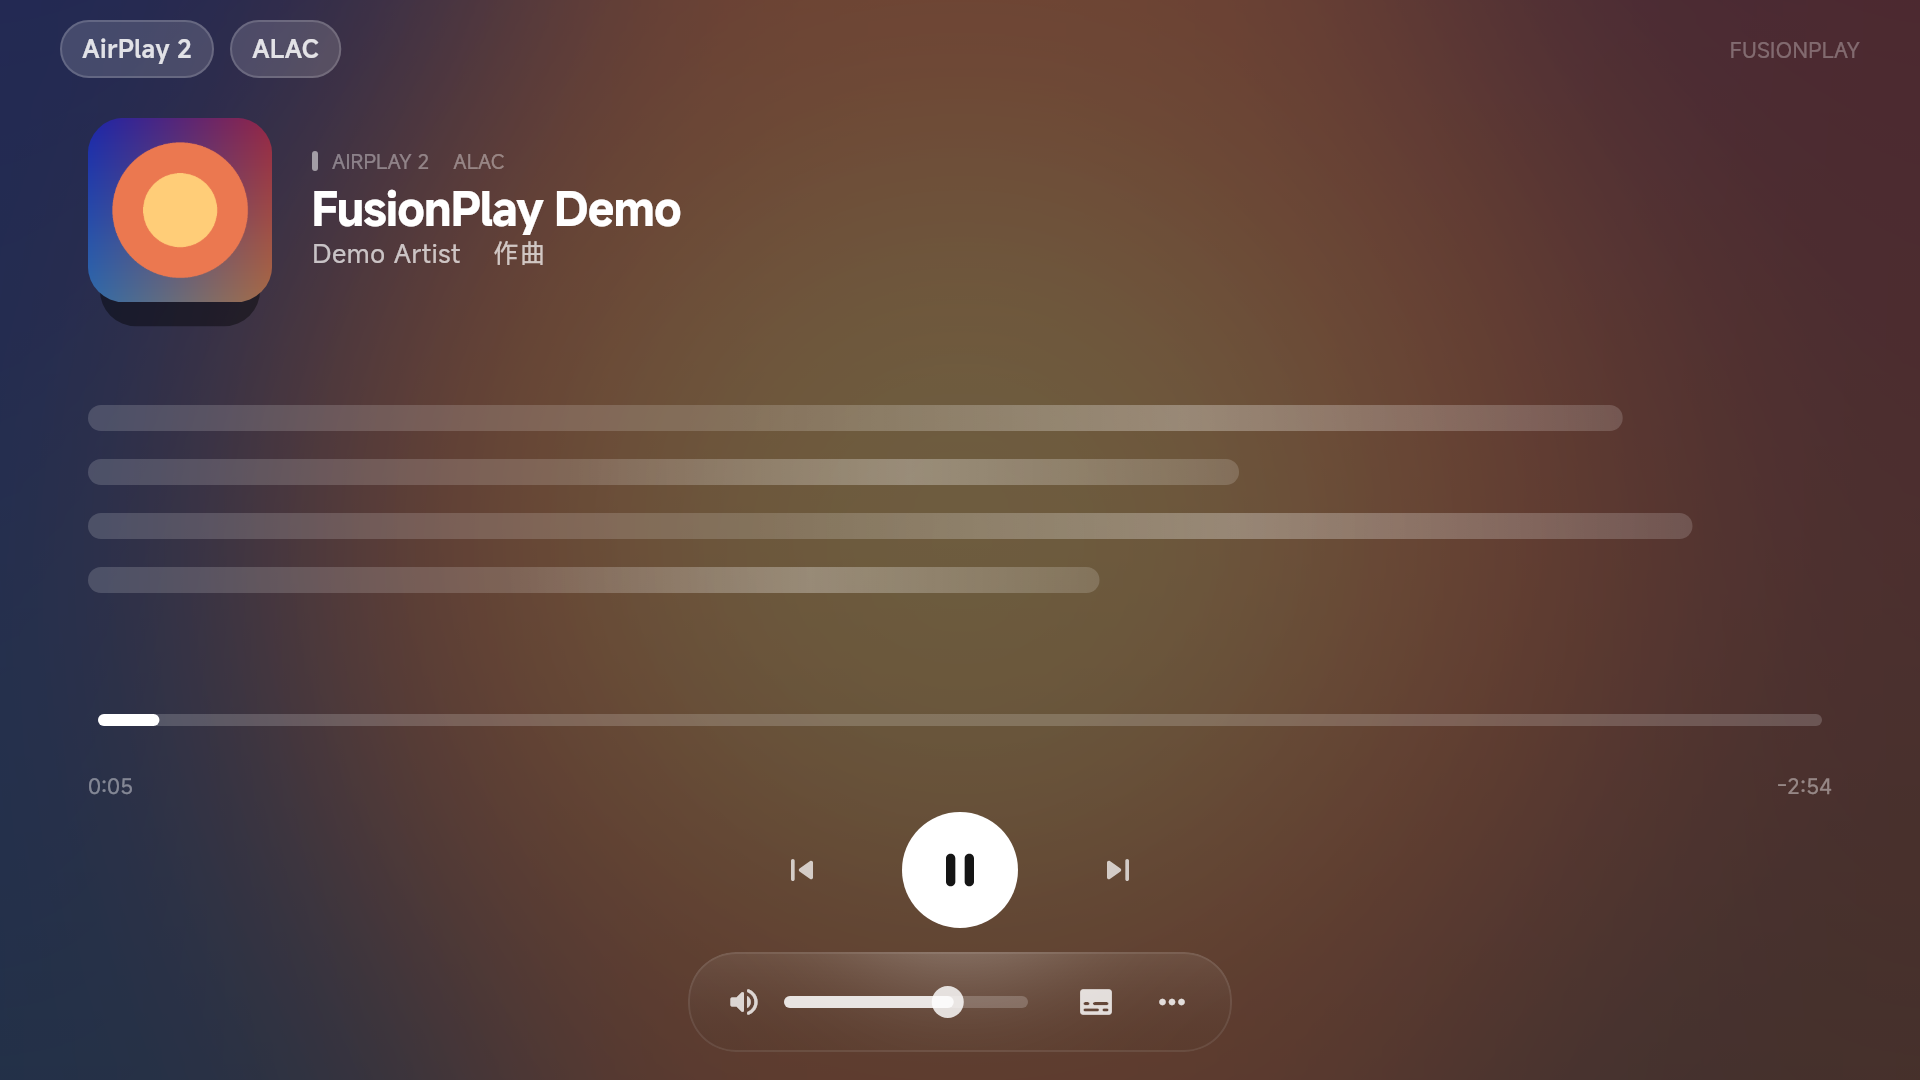 AirPlay 2 ALAC FUSIONPLAY
AIRPLAY 2 ALAC
FusionPlay Demo
Demo Artist 作曲
0:05 -2:54